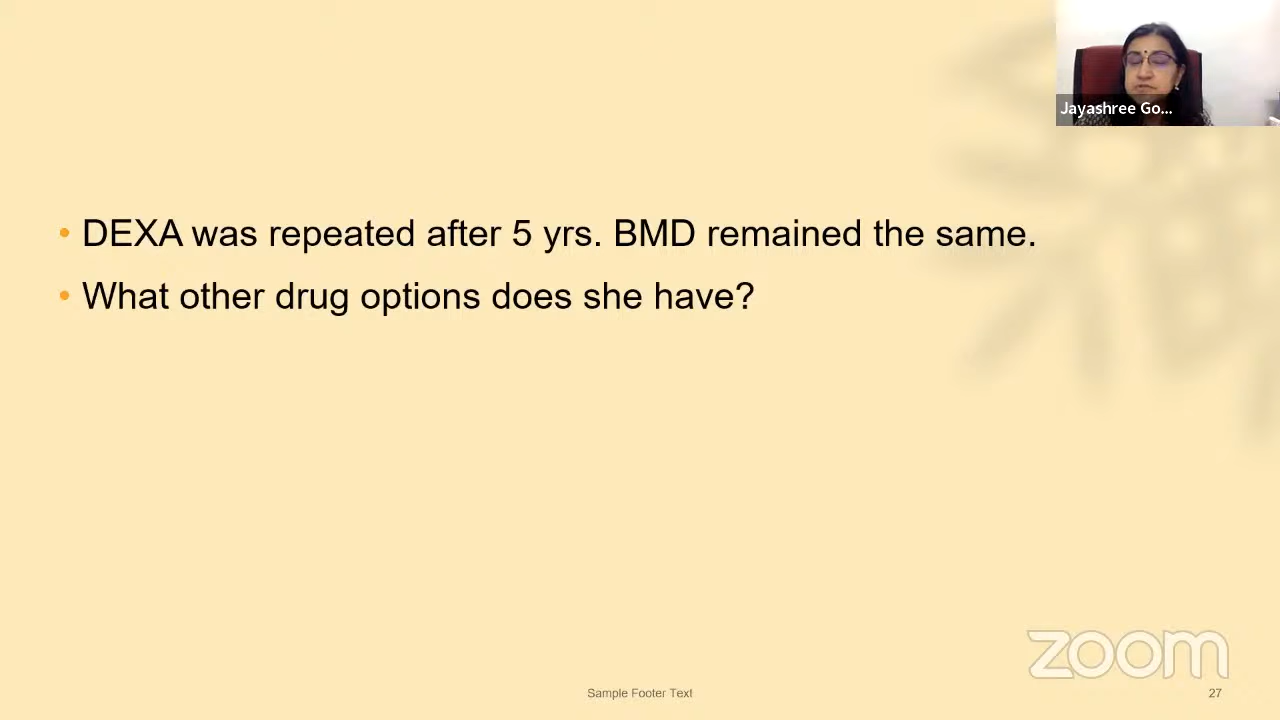 Jayashree Go...
• DEXA was repeated after 5 yrs. BMD remained the same.
• What other drug options does she have?
zoom
Sample Footer Text
27